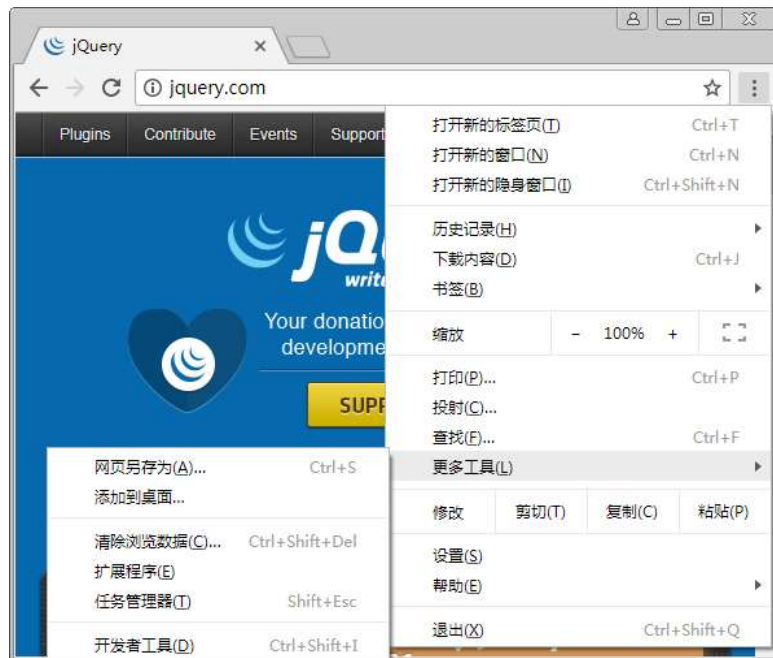 jQuery
jquery.com
Plugins Contribute Events Support
jQu
write
Your donatio
developme
SUPP
打开新的标签页(T) Ctrl+T
打开新的窗口(N) Ctrl+N
打开新的隐身窗口(I) Ctrl+Shift+N
历史记录(H)
下载内容(D) Ctrl+J
书签(B)
缩放 - 100% +
打印(P)... Ctrl+P
投射(C)...
查找(F)... Ctrl+F
更多工具(L)
修改 剪切(T) 复制(C) 粘贴(P)
设置(S)
帮助(E)
退出(X) Ctrl+Shift+Q
网页另存为(A)... Ctrl+S
添加到桌面...
清除浏览数据(C)... Ctrl+Shift+Del
扩展程序(E)
任务管理器(T) Shift+Esc
开发者工具(D) Ctrl+Shift+I